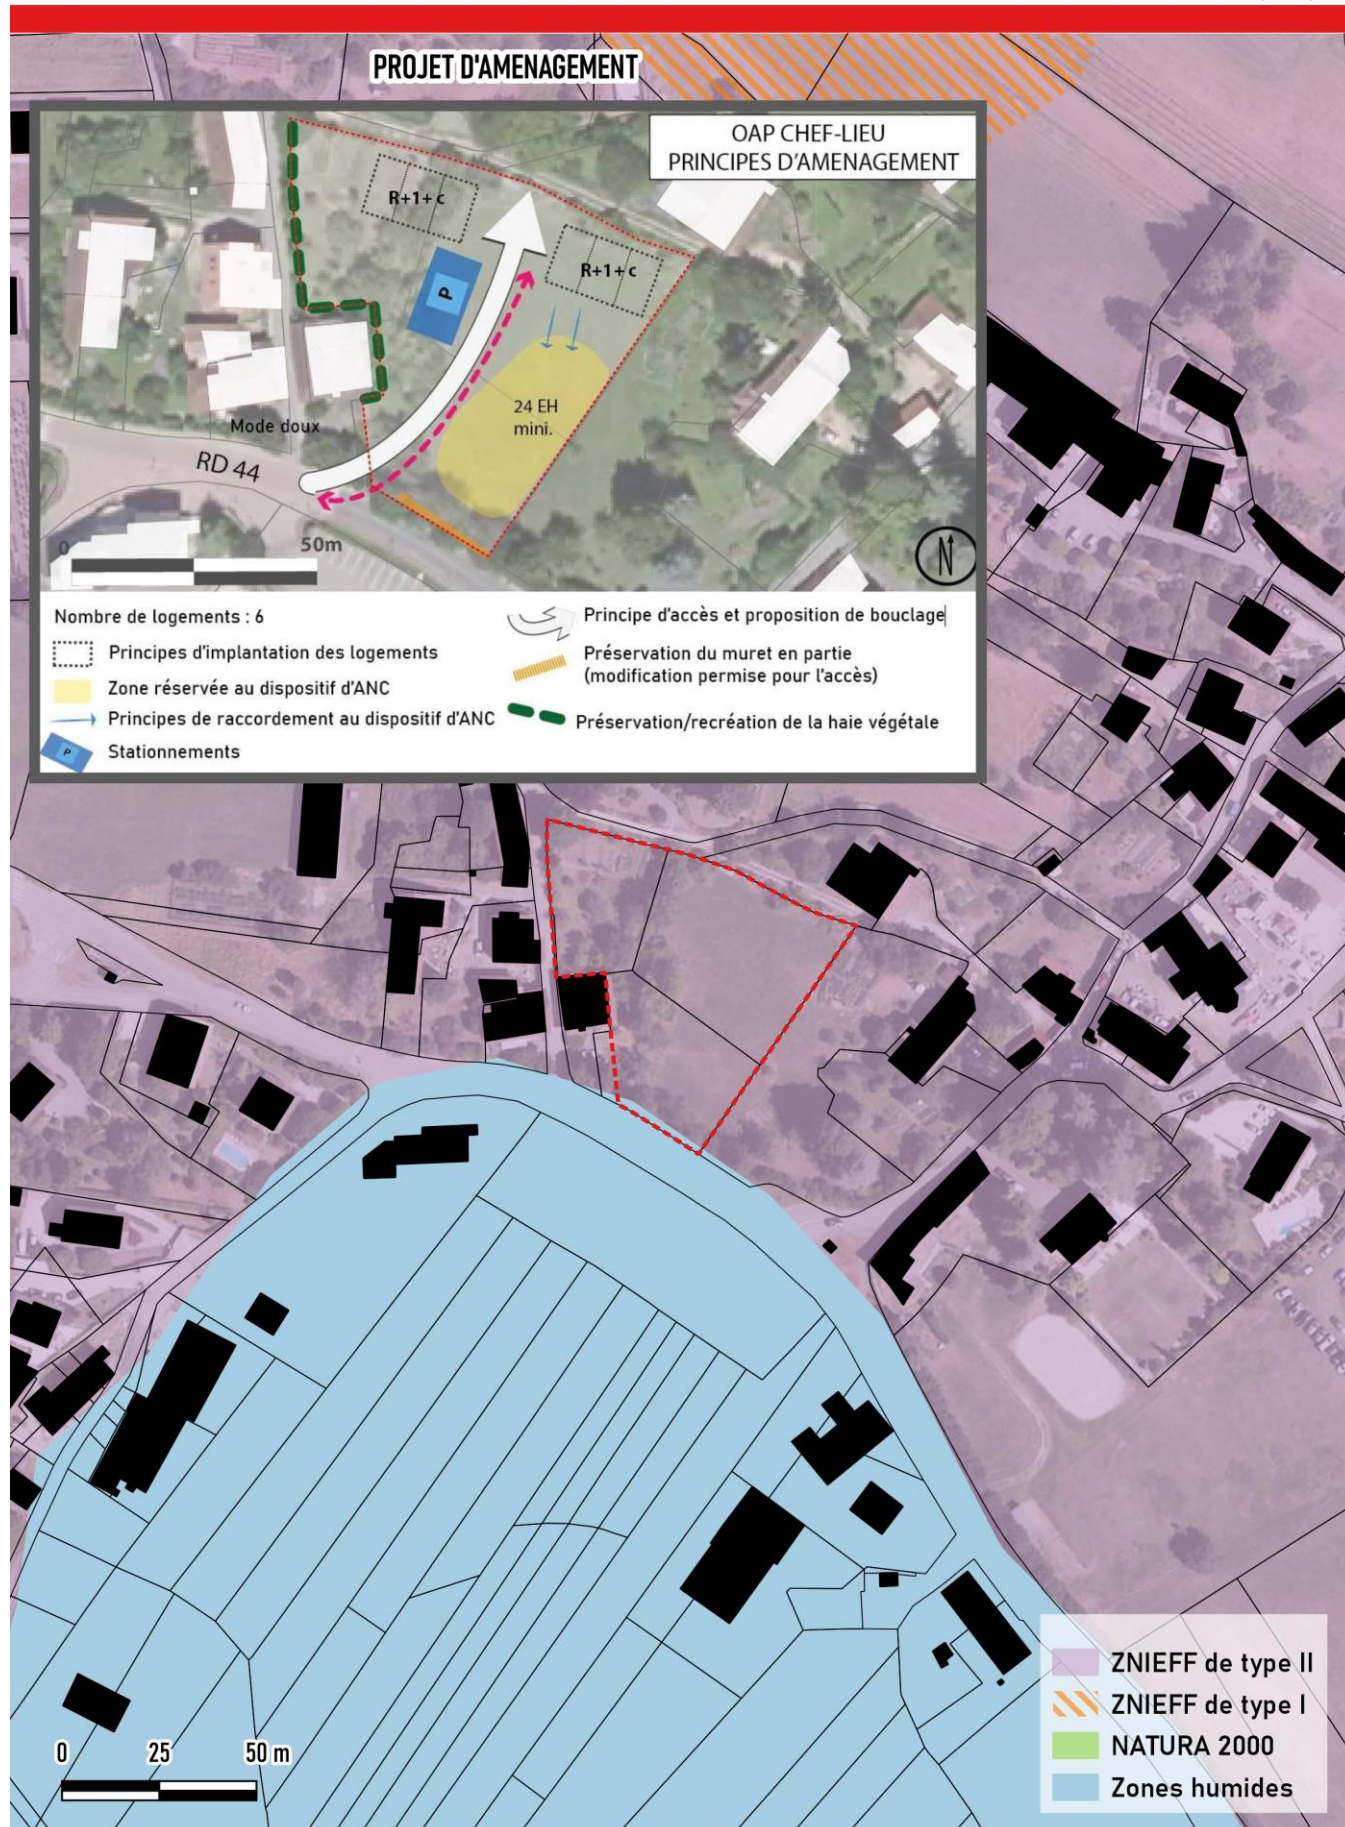 PROJET D'AMENAGEMENT
OAP CHEF-LIEU
PRINCIPES D'AMENAGEMENT
R+1+c
R+1+c
P
24 EH
mini.
Mode doux
RD 44
0
50m
N
Nombre de logements : 6
Principes d'implantation des logements
Zone réservée au dispositif d'ANC
Principes de raccordement au dispositif d'ANC
P
Stationnements
Principe d'accès et proposition de bouclage
Préservation du muret en partie
(modification permise pour l'accès)
Préservation/recréation de la haie végétale
ZNIEFF de type II
ZNIEFF de type I
NATURA 2000
Zones humides
0 25 50 m